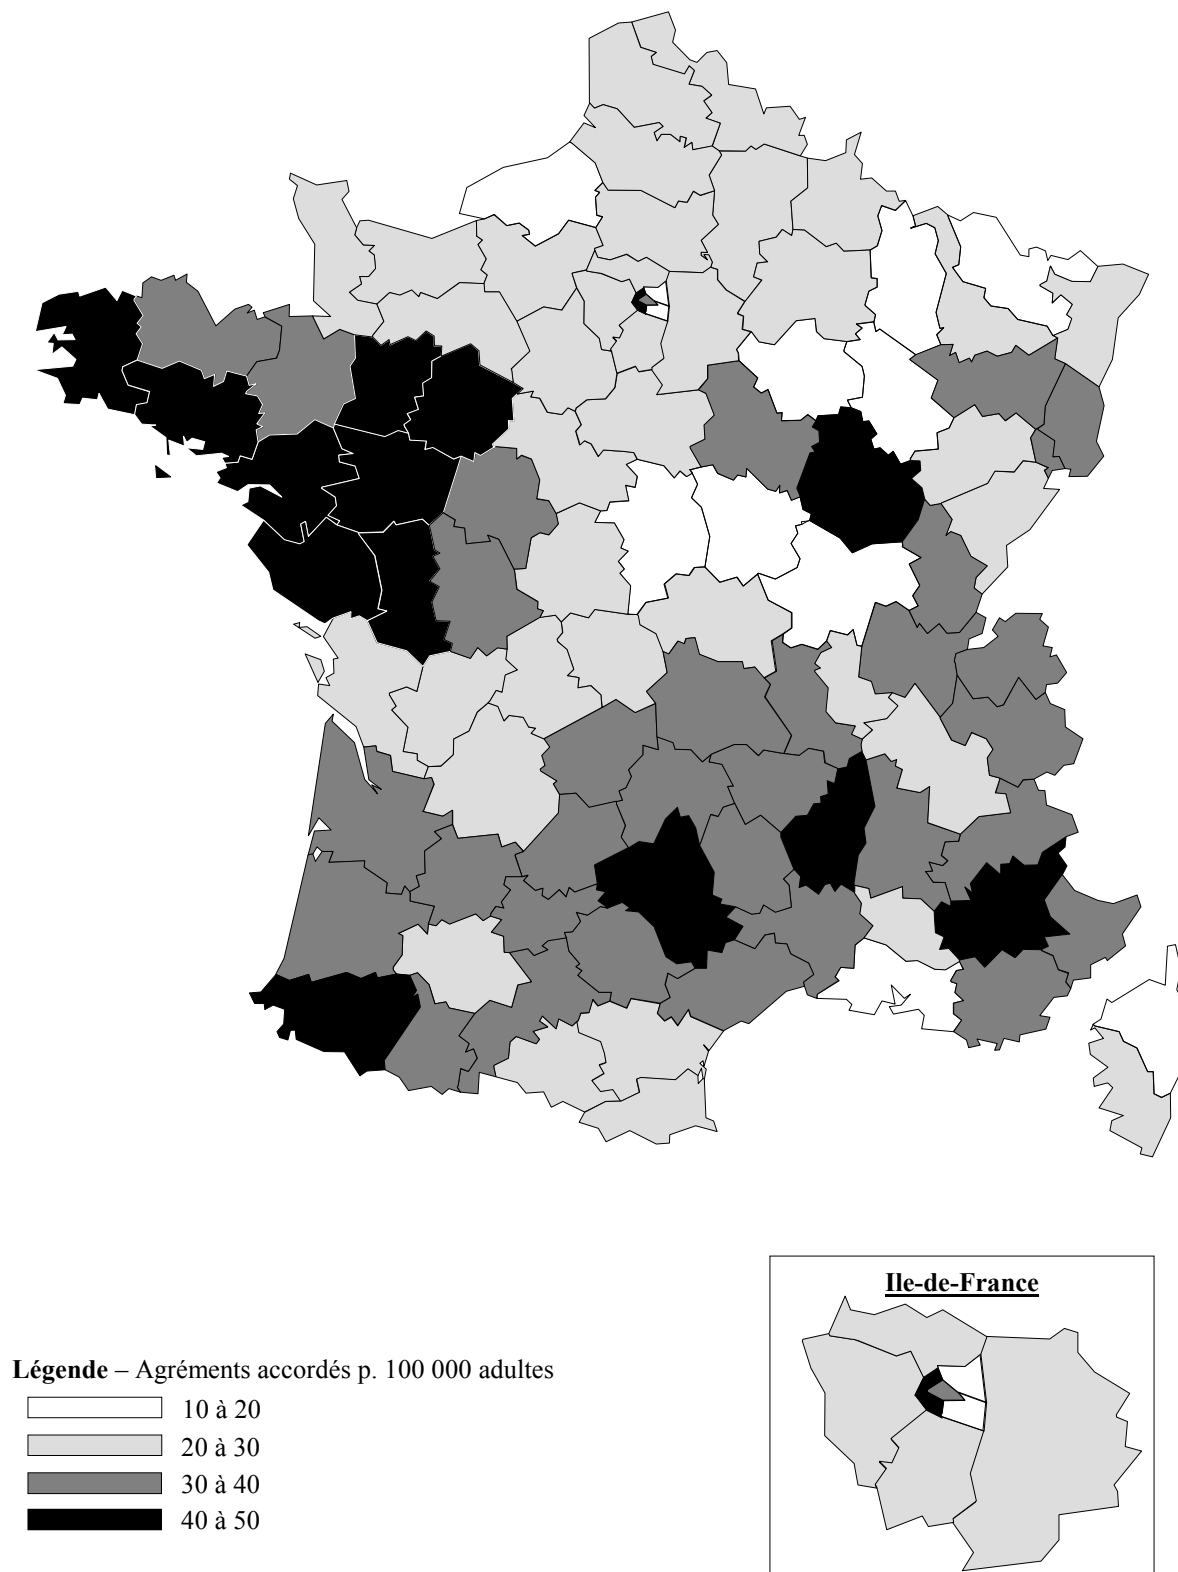 Ile-de-France
Légende – Agréments accordés p. 100 000 adultes
10 à 20
20 à 30
30 à 40
40 à 50